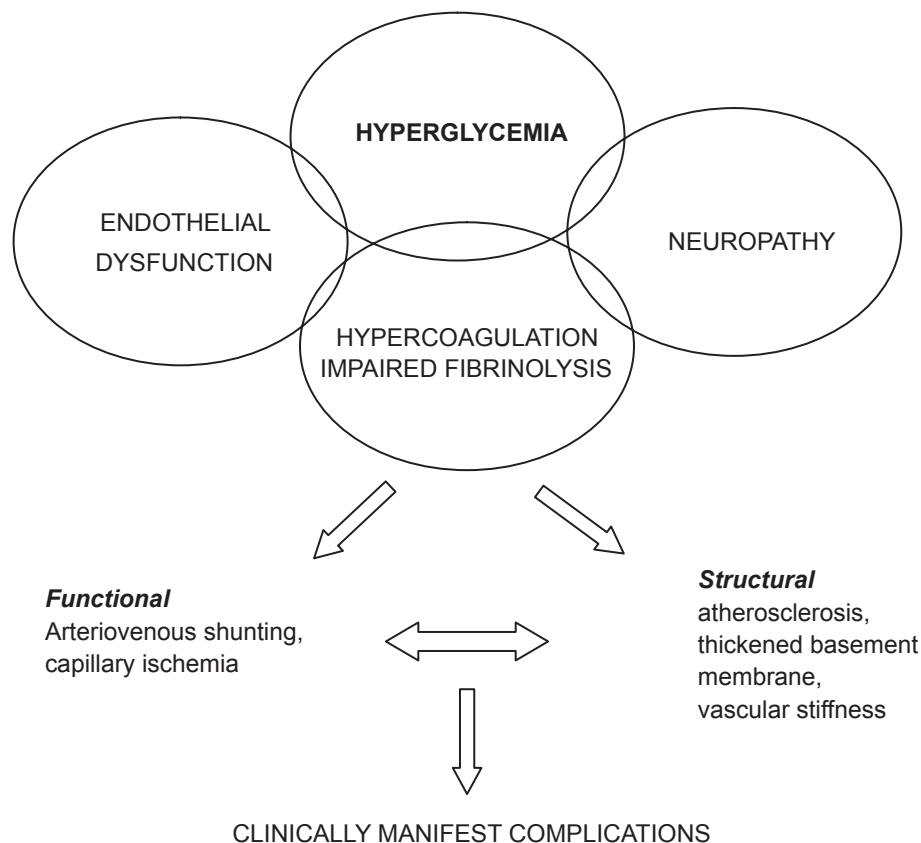 HYPERGLYCEMIA
ENDOTHELIAL
DYSFUNCTION
NEUROPATHY
HYPERCOAGULATION
IMPAIRED FIBRINOLYSIS
Functional
Arteriovenous shunting,
capillary ischemia
Structural
atherosclerosis,
thickened basement
membrane,
vascular stiffness
CLINICALLY MANIFEST COMPLICATIONS